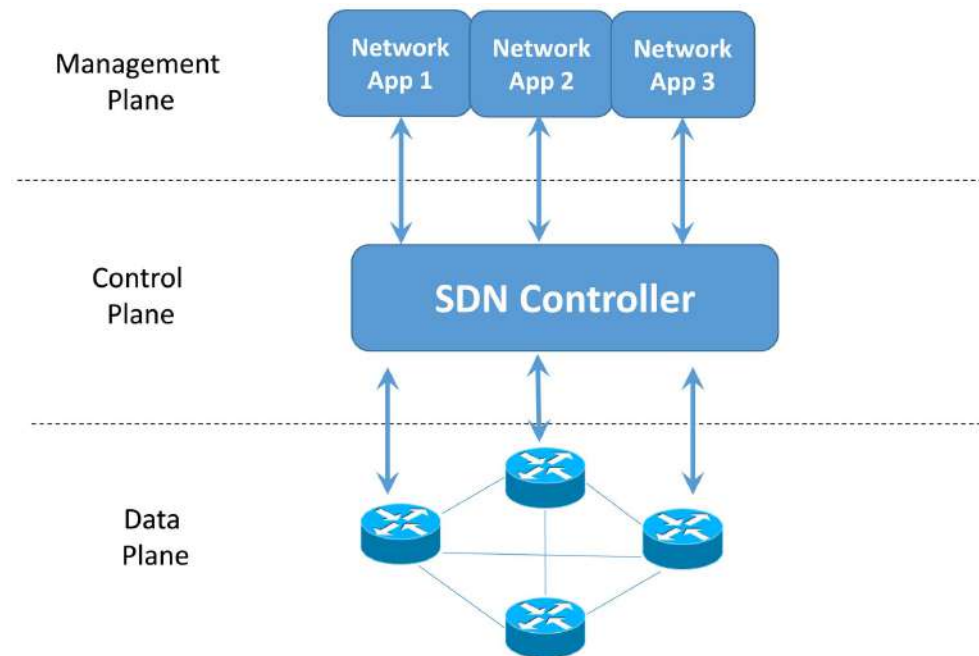 Management
Plane
Network
App 1
Network
App 2
Network
App 3
Control
Plane
SDN Controller
Data
Plane